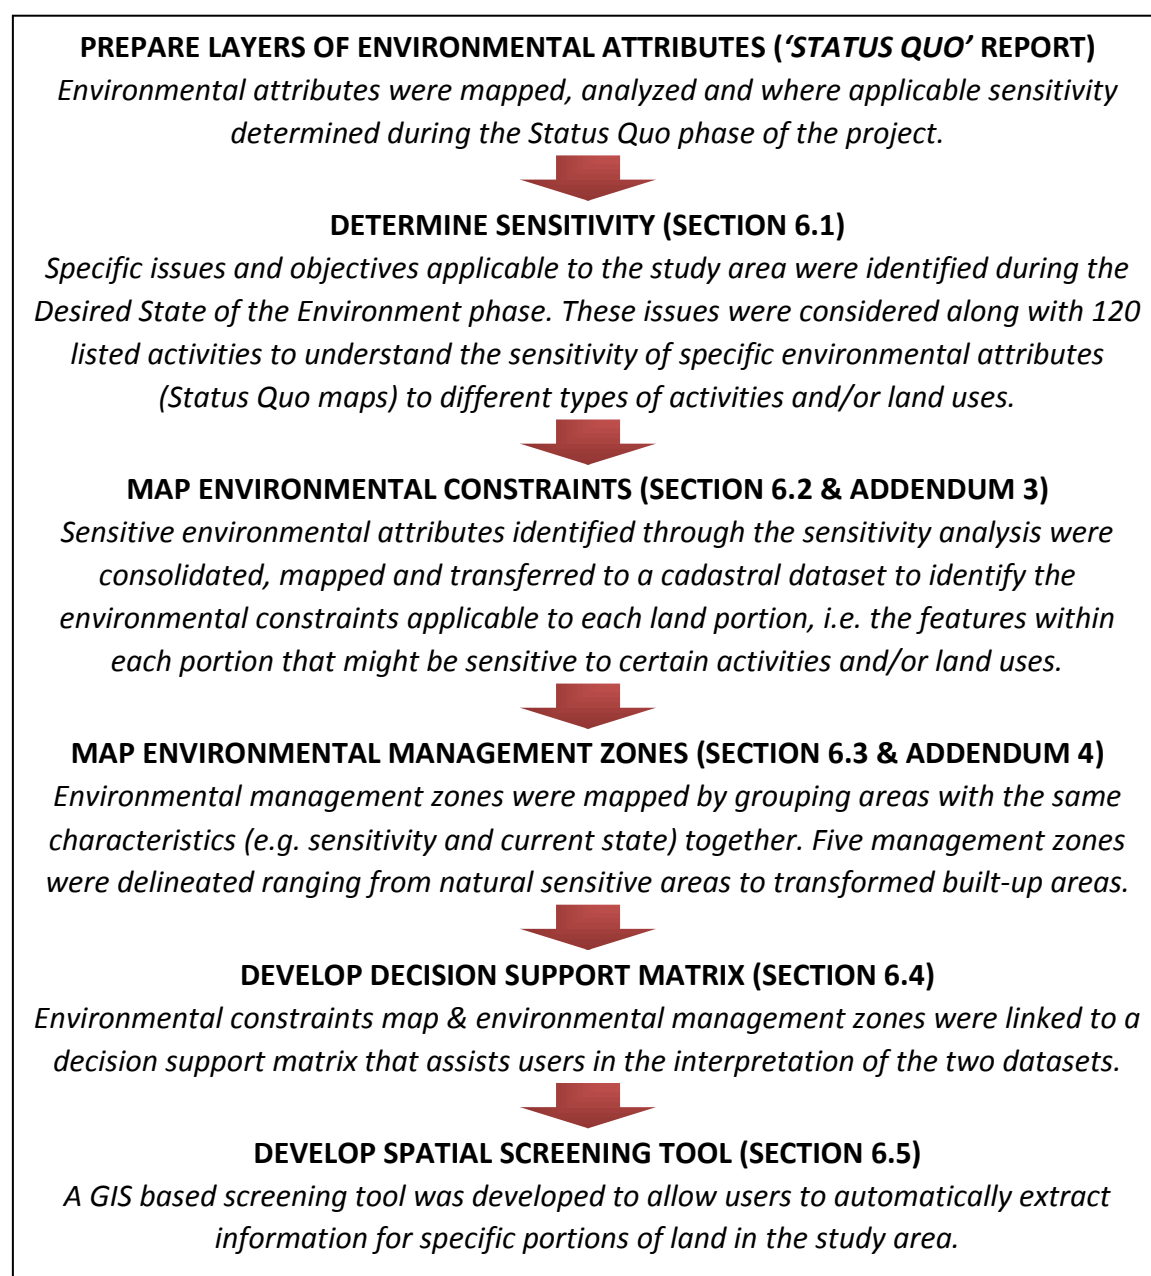 PREPARE LAYERS OF ENVIRONMENTAL ATTRIBUTES (‘STATUS QUO’ REPORT)
Environmental attributes were mapped, analyzed and where applicable sensitivity
determined during the Status Quo phase of the project.
DETERMINE SENSITIVITY (SECTION 6.1)
Specific issues and objectives applicable to the study area were identified during the
Desired State of the Environment phase. These issues were considered along with 120
listed activities to understand the sensitivity of specific environmental attributes
(Status Quo maps) to different types of activities and/or land uses.
MAP ENVIRONMENTAL CONSTRAINTS (SECTION 6.2 & ADDENDUM 3)
Sensitive environmental attributes identified through the sensitivity analysis were
consolidated, mapped and transferred to a cadastral dataset to identify the
environmental constraints applicable to each land portion, i.e. the features within
each portion that might be sensitive to certain activities and/or land uses.
MAP ENVIRONMENTAL MANAGEMENT ZONES (SECTION 6.3 & ADDENDUM 4)
Environmental management zones were mapped by grouping areas with the same
characteristics (e.g. sensitivity and current state) together. Five management zones
were delineated ranging from natural sensitive areas to transformed built-up areas.
DEVELOP DECISION SUPPORT MATRIX (SECTION 6.4)
Environmental constraints map & environmental management zones were linked to a
decision support matrix that assists users in the interpretation of the two datasets.
DEVELOP SPATIAL SCREENING TOOL (SECTION 6.5)
A GIS based screening tool was developed to allow users to automatically extract
information for specific portions of land in the study area.